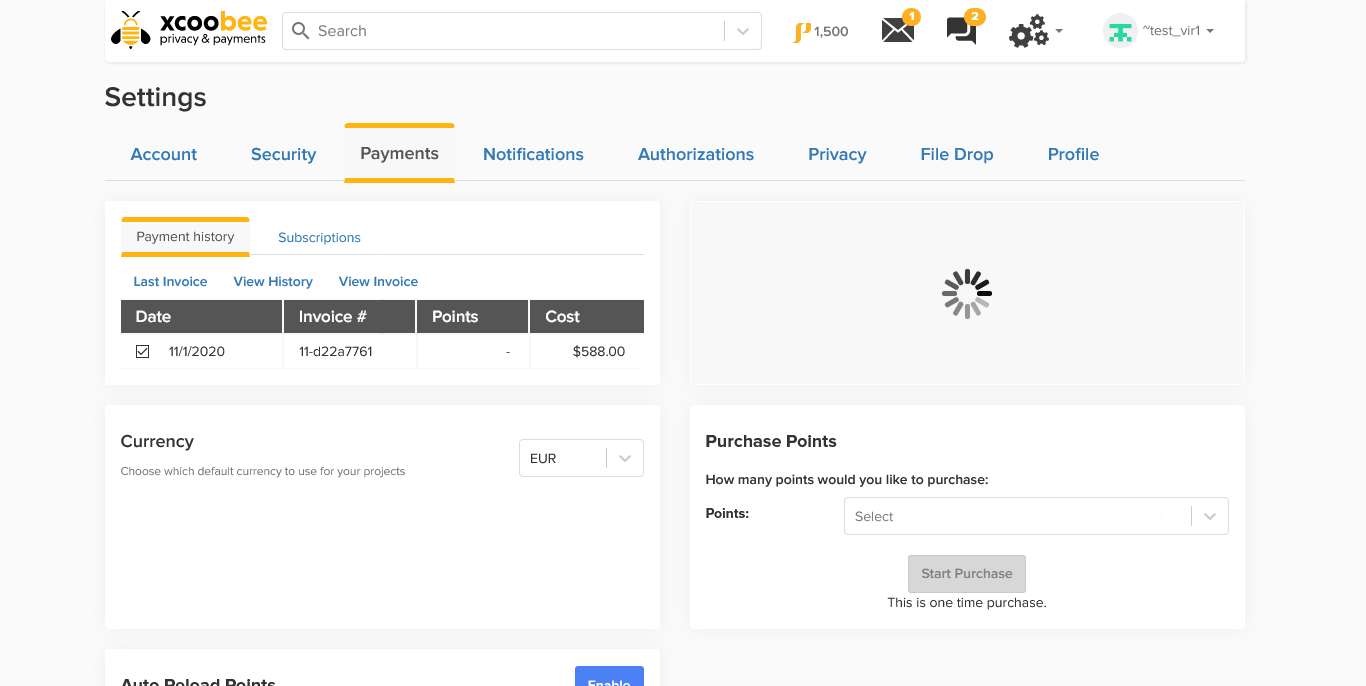 xcoobee
privacy & payments
Search
1,500
1
2
~test_vir1
Settings
Account Security Payments Notifications Authorizations Privacy File Drop Profile
Payment history Subscriptions
Last Invoice View History View Invoice
Date Invoice # Points Cost
11/1/2020 11-d22a7761 - $588.00
Currency
Choose which default currency to use for your projects
EUR
Purchase Points
How many points would you like to purchase:
Points: Select
Start Purchase
This is one time purchase.
Auto Reload Points Enable